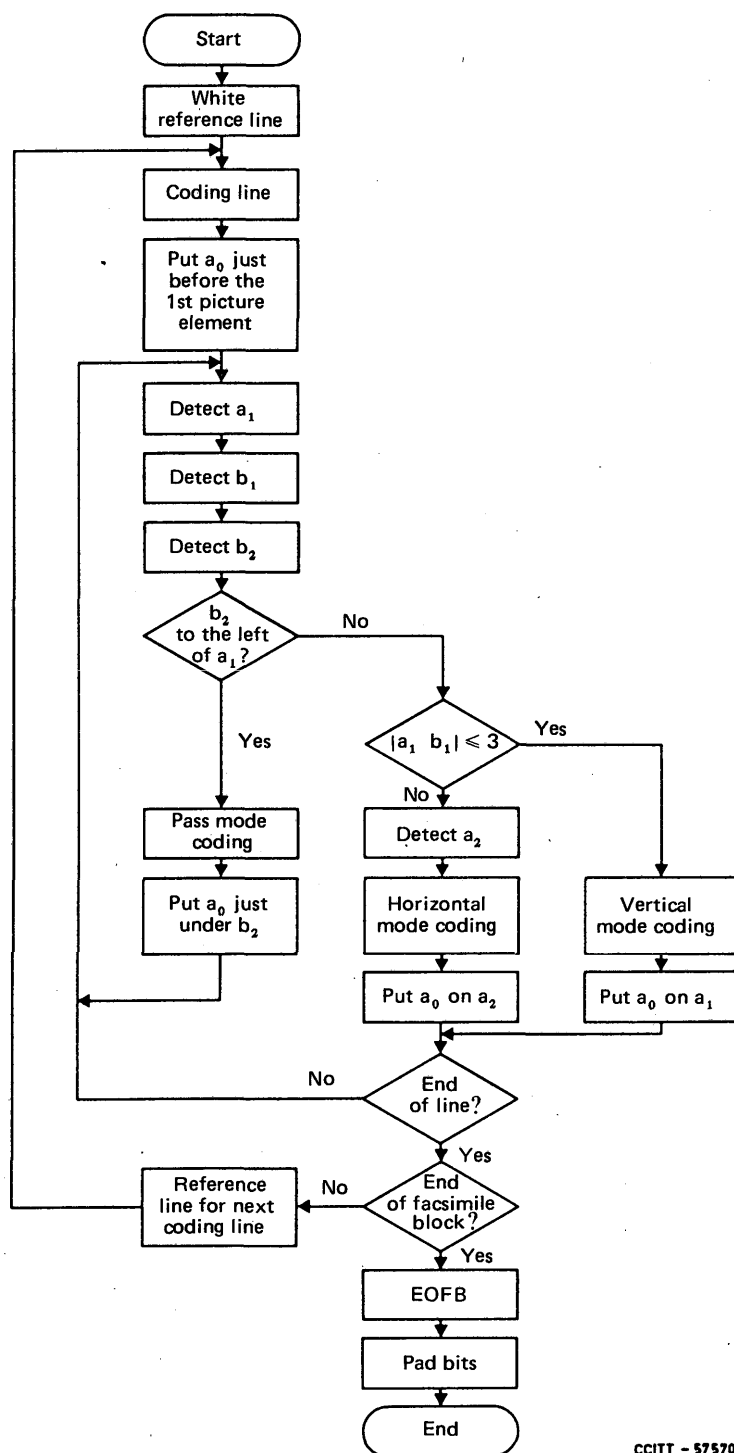 Start
White
reference line
Coding line
Put a₀ just
before the
1st picture
element
Detect a₁
Detect b₁
Detect b₂
b₂
to the left
of a₁?
No
Yes
|a₁ b₁| ⩽ 3
Yes
No
Pass mode
coding
Detect a₂
Put a₀ just
under b₂
Horizontal
mode coding
Vertical
mode coding
Put a₀ on a₂
Put a₀ on a₁
No
End
of line?
Yes
Reference
line for next
coding line
No
End
of facsimile
block?
Yes
EOFB
Pad bits
End
CCITT - 57570